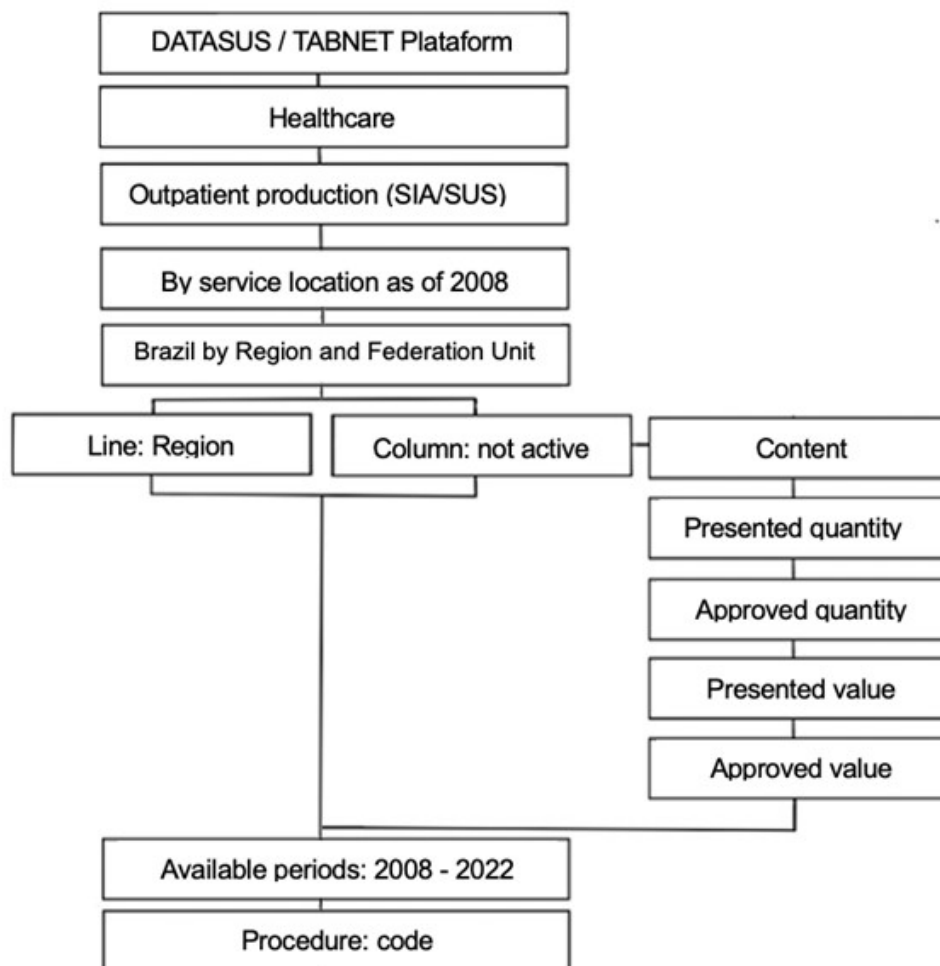 DATASUS / TABNET Plataform
Healthcare
Outpatient production (SIA/SUS)
By service location as of 2008
Brazil by Region and Federation Unit
Line: Region
Column: not active
Content
Presented quantity
Approved quantity
Presented value
Approved value
Available periods: 2008 - 2022
Procedure: code